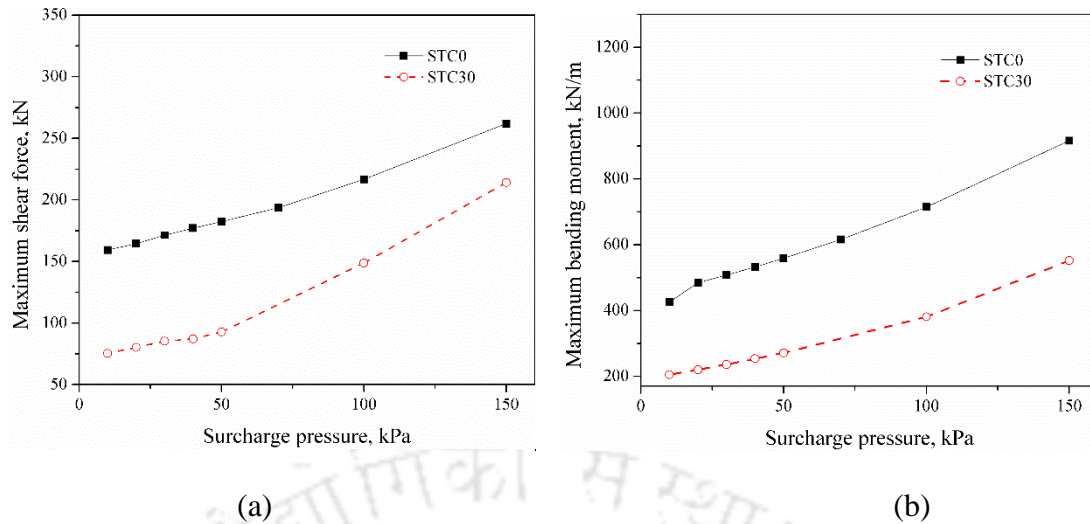 350
300
250
200
150
100
50
0
50
100
150
Maximum shear force, kN
Surcharge pressure, kPa
STC0
STC30
1200
1000
800
600
400
200
0
50
100
150
Maximum bending moment, kN/m
Surcharge pressure, kPa
STC0
STC30
(a)
(b)